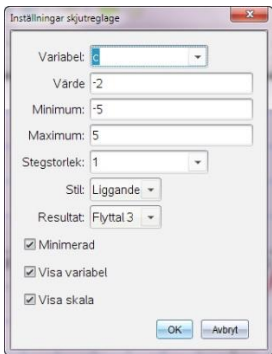 Inställningar skjutreglage
Variabel: c
Värde -2
Minimum: -5
Maximum: 5
Stegstorlek: 1
Stil: Liggande
Resultat: Flyttal 3
Minimerad
Visa variabel
Visa skala
OK Avbryt